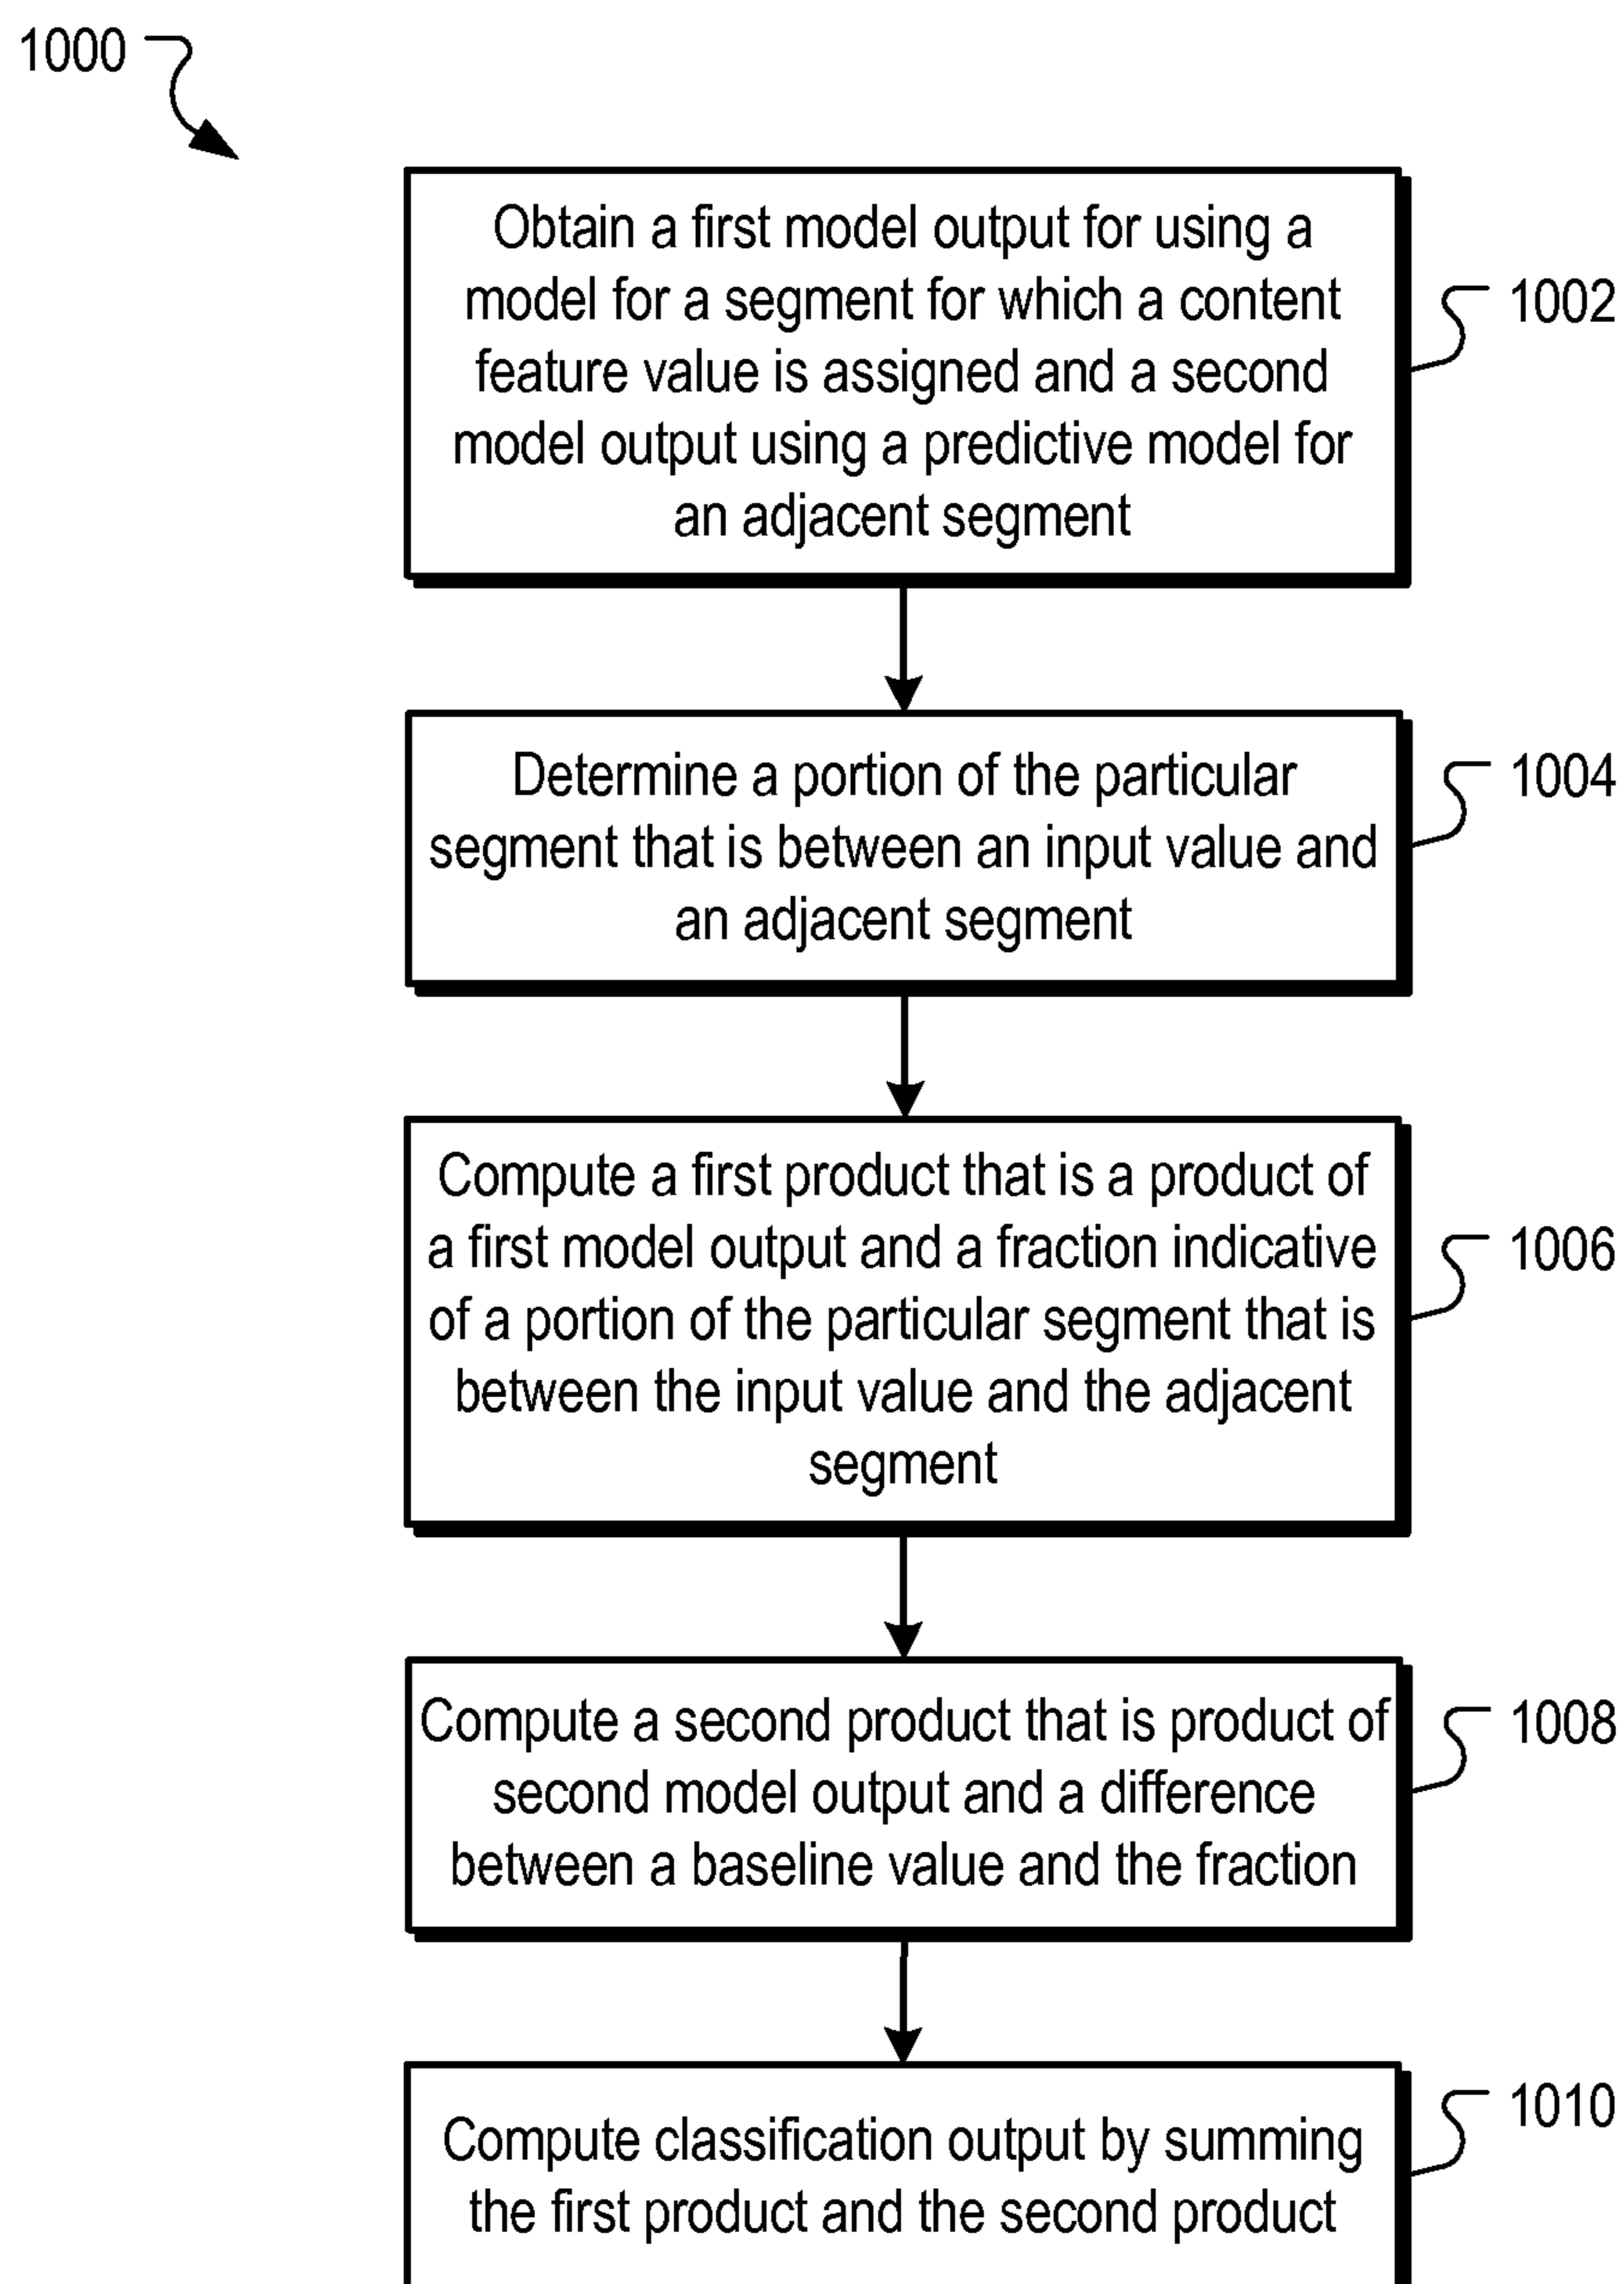 1000
Obtain a first model output for using a
model for a segment for which a content
feature value is assigned and a second
model output using a predictive model for
an adjacent segment
1002
Determine a portion of the particular
segment that is between an input value and
an adjacent segment
1004
Compute a first product that is a product of
a first model output and a fraction indicative
of a portion of the particular segment that is
between the input value and the adjacent
segment
1006
Compute a second product that is product of
second model output and a difference
between a baseline value and the fraction
1008
Compute classification output by summing
the first product and the second product
1010